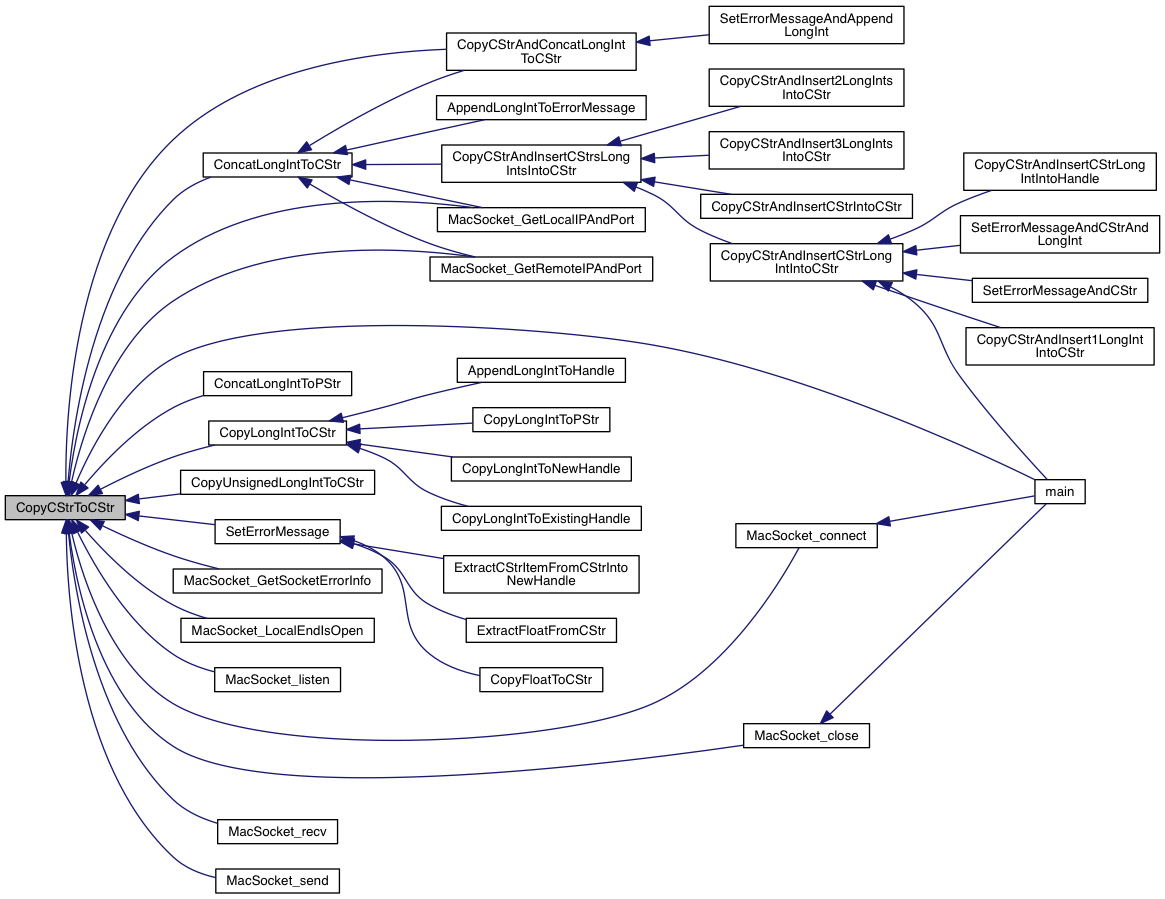 SetErrorMessageAndAppend
LongInt
CopyCStrAndConcatLongInt
ToCStr
CopyCStrAndInsert2LongInts
IntoCStr
AppendLongIntToErrorMessage
CopyCStrAndInsert3LongInts
IntoCStr
ConcatLongIntToCStr
CopyCStrAndInsertCStrsLong
IntsIntoCStr
CopyCStrAndInsertCStrLong
IntIntoHandle
CopyCStrAndInsertCStrIntoCStr
MacSocket_GetLocalIPAndPort
SetErrorMessageAndCStrAnd
LongInt
CopyCStrAndInsertCStrLong
IntIntoCStr
MacSocket_GetRemoteIPAndPort
SetErrorMessageAndCStr
CopyCStrAndInsert1LongInt
IntoCStr
AppendLongIntToHandle
ConcatLongIntToPStr
CopyLongIntToPStr
CopyLongIntToCStr
CopyLongIntToNewHandle
CopyUnsignedLongIntToCStr
main
CopyCStrToCStr
CopyLongIntToExistingHandle
SetErrorMessage
MacSocket_connect
ExtractCStrItemFromCStrInto
NewHandle
MacSocket_GetSocketErrorInfo
MacSocket_LocalEndIsOpen
ExtractFloatFromCStr
MacSocket_listen
CopyFloatToCStr
MacSocket_close
MacSocket_recv
MacSocket_send